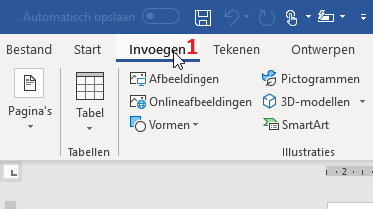 Automatisch opslaan
Bestand Start Invoegen 1 Tekenen Ontwerpen
Pagina's
Tabel
Tabellen
Afbeeldingen
Onlineafbeeldingen
Vormen
Pictogrammen
3D-modellen
SmartArt
Illustraties
L
2